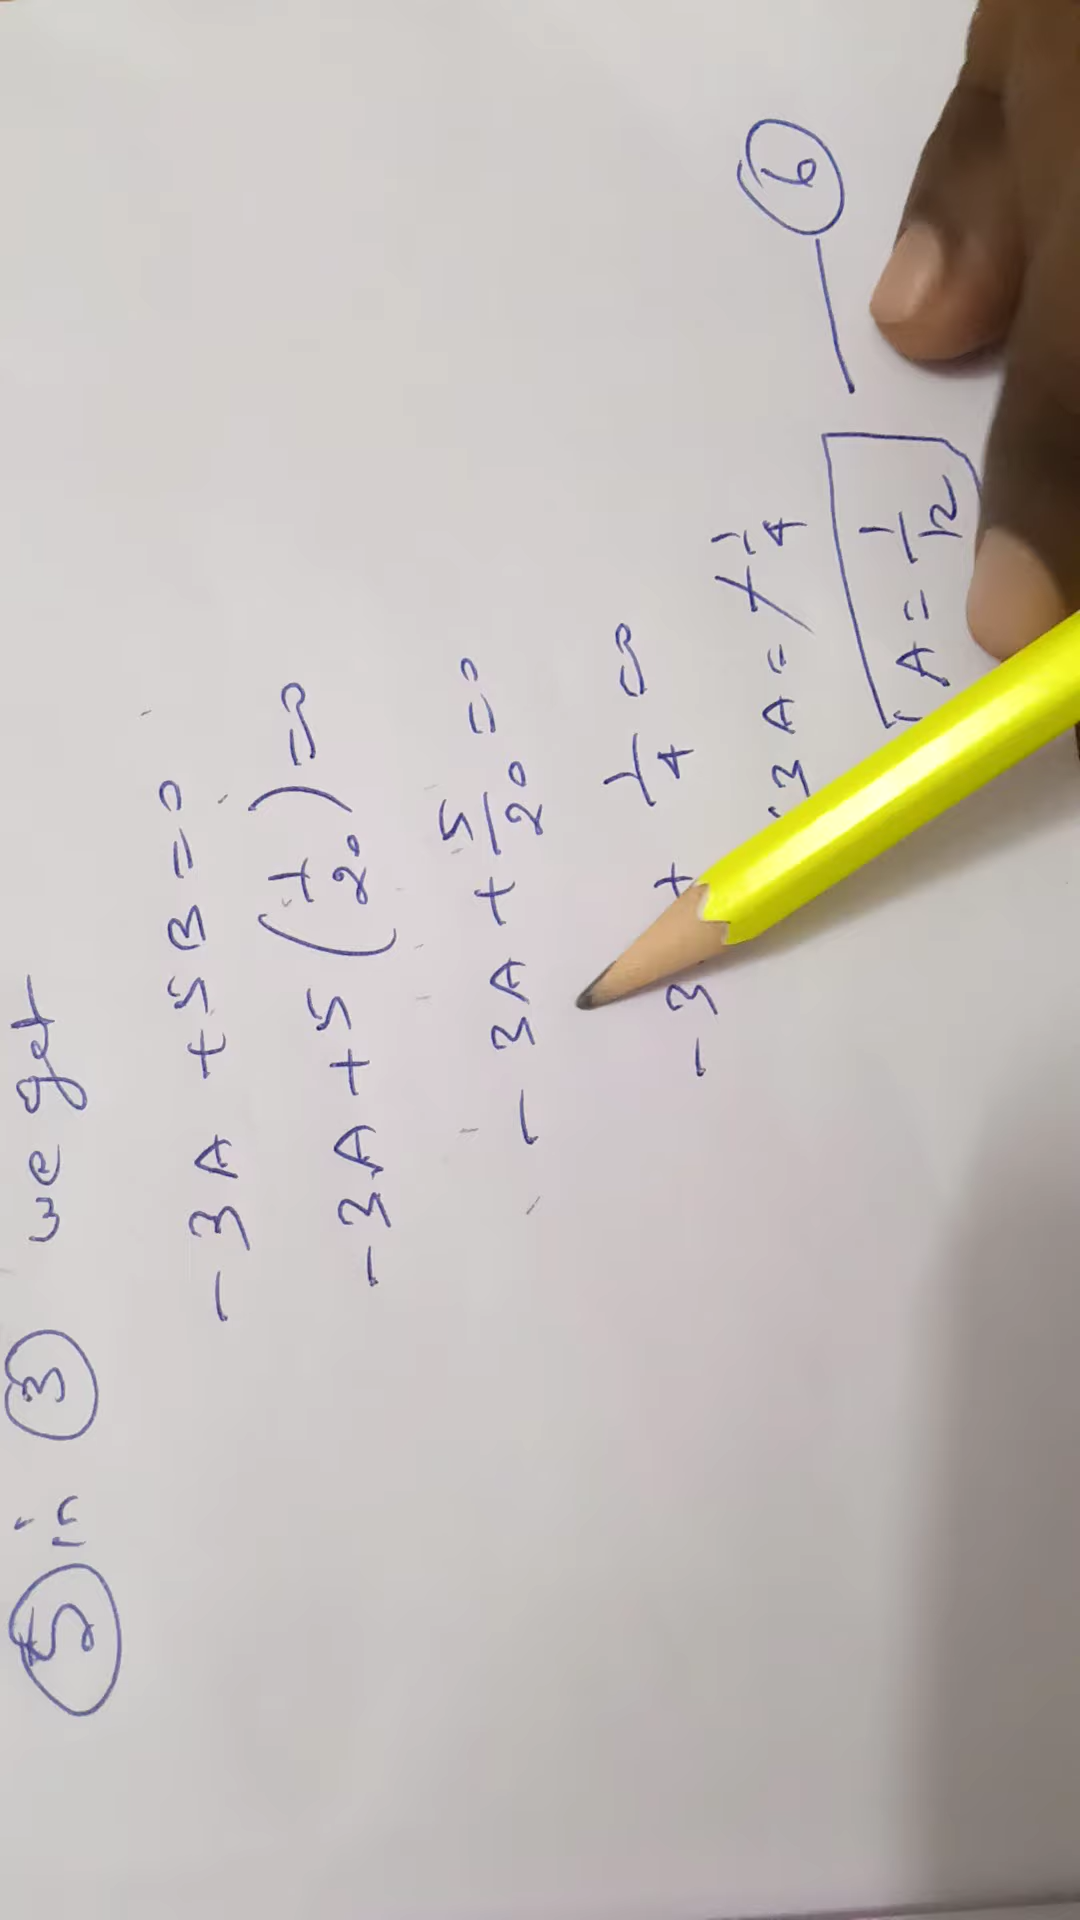 ⑤ in ③ we get
-3A + 5B = 0
-3A + 5(1/20) = 0
-3A + 5/20 = 0
-3 + 1/4 = 0
3A = 1/4
A = 1/12 — ⑥